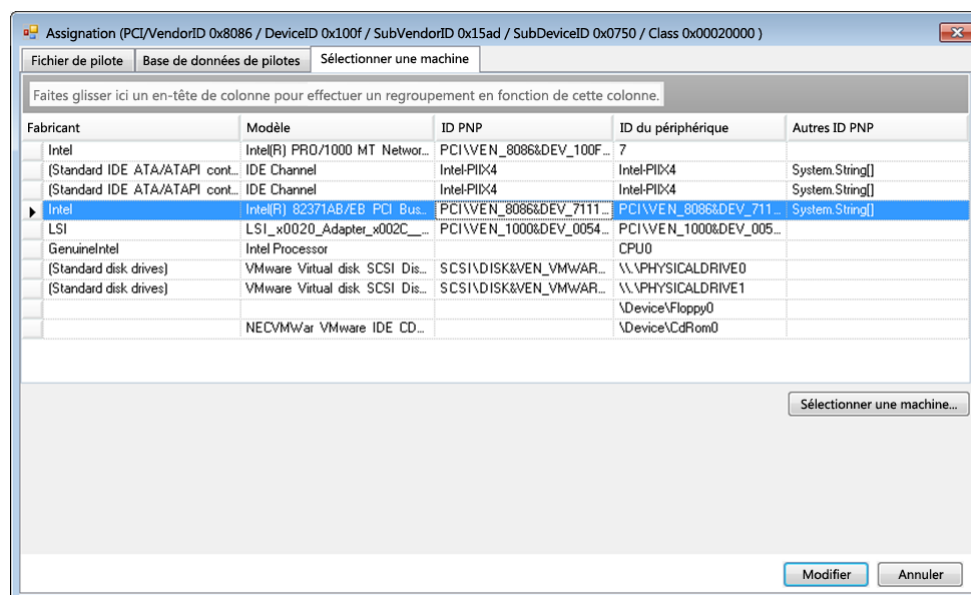 Assignation (PCI/VendorID 0x8086 / DeviceID 0x100f / SubVendorID 0x15ad / SubDeviceID 0x0750 / Class 0x00020000 )
Fichier de pilote Base de données de pilotes Sélectionner une machine
Faites glisser ici un en-tête de colonne pour effectuer un regroupement en fonction de cette colonne.
Fabricant Modèle ID PNP ID du périphérique Autres ID PNP
Intel Intel(R) PRO/1000 MT Networ... PCI\VEN_8086&DEV_100F... 7
(Standard IDE ATA/ATAPI cont... IDE Channel Intel-PIIX4 Intel-PIIX4 System.String[]
(Standard IDE ATA/ATAPI cont... IDE Channel Intel-PIIX4 Intel-PIIX4 System.String[]
Intel Intel(R) 82371AB/EB PCI Bus... PCI\VEN_8086&DEV_7111... PCI\VEN_8086&DEV_711... System.String[]
LSI LSI_x0020_Adapter_x002C__... PCI\VEN_1000&DEV_0054... PCI\VEN_1000&DEV_005...
GenuineIntel Intel Processor CPU0
(Standard disk drives) VMware Virtual disk SCSI Dis... SCSI\DISK&VEN_VMWAR... \\.\PHYSICALDRIVE0
(Standard disk drives) VMware Virtual disk SCSI Dis... SCSI\DISK&VEN_VMWAR... \\.\PHYSICALDRIVE1
\Device\Floppy0
NECVMWar VMware IDE CD... \Device\CdRom0
Sélectionner une machine...
Modifier Annuler